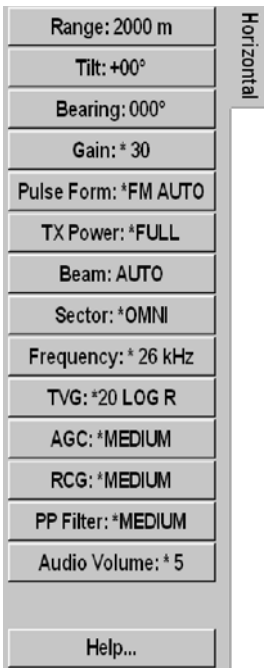 Horizontal
Range: 2000 m
Tilt: +00°
Bearing: 000°
Gain: * 30
Pulse Form: *FM AUTO
TX Power: *FULL
Beam: AUTO
Sector: *OMNI
Frequency: * 26 kHz
TVG: *20 LOG R
AGC: *MEDIUM
RCG: *MEDIUM
PP Filter: *MEDIUM
Audio Volume: * 5
Help...